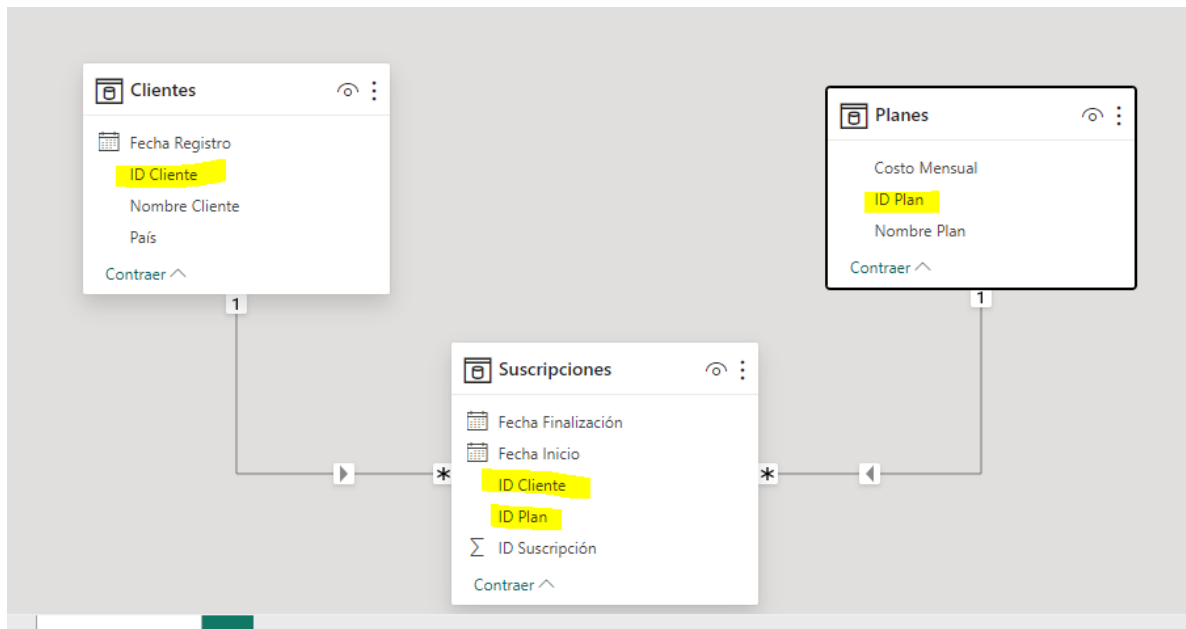 Clientes
Fecha Registro
ID Cliente
Nombre Cliente
País
Contraer
1
Planes
Costo Mensual
ID Plan
Nombre Plan
Contraer
1
Suscripciones
Fecha Finalización
Fecha Inicio
ID Cliente
ID Plan
∑ ID Suscripción
Contraer
*
*